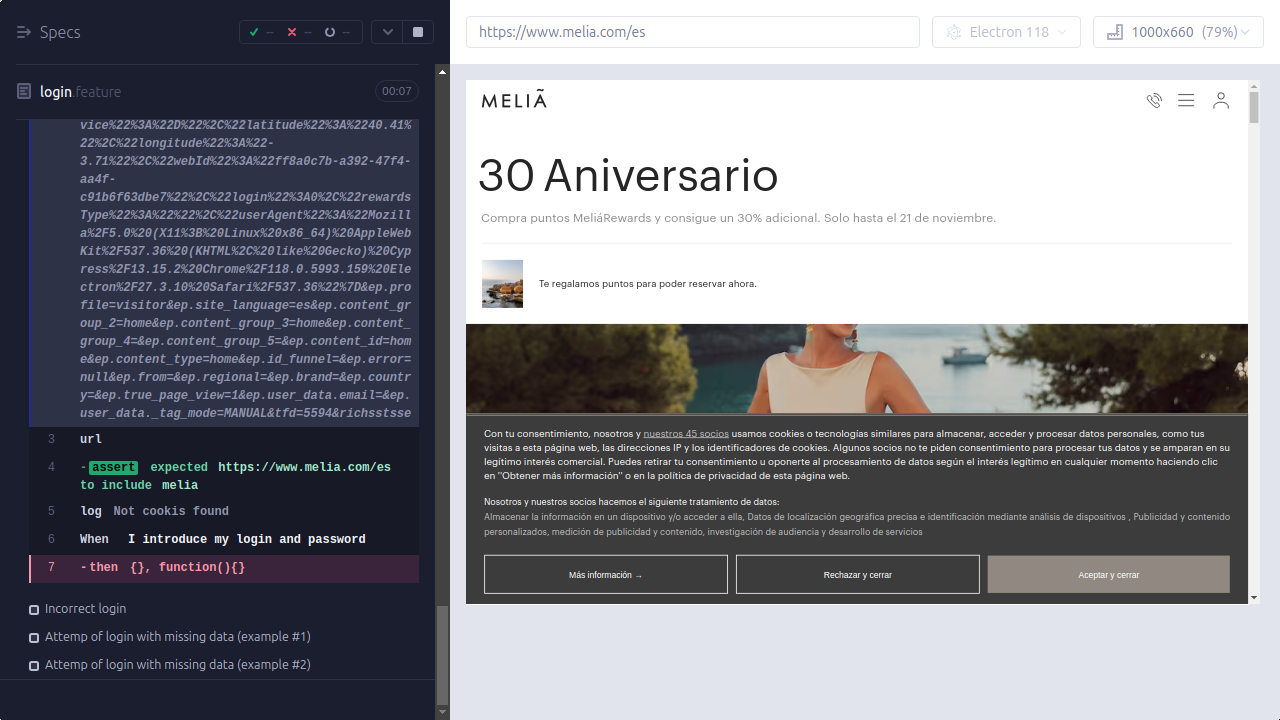 Specs
--
--
--
https://www.melia.com/es
Electron 118
1000x660 (79%)
login.feature
00:07
vice%22%3A%22D%22%2C%22latitude%22%3A%2240.41%
22%2C%22longitude%22%3A%22-
3.71%22%2C%22webId%22%3A%22ff8a0c7b-a392-47f4-
aa4f-
c91b6f63dbe7%22%2C%22login%22%3A0%2C%22rewards
Type%22%3A%22%22%2C%22userAgent%22%3A%22Mozill
a%2F5.0%20(X11%3B%20Linux%20x86_64)%20AppleWeb
Kit%2F537.36%20(KHTML%2C%20like%20Gecko)%20Cyp
ress%2F13.15.2%20Chrome%2F118.0.5993.159%20Ele
ctron%2F27.3.10%20Safari%2F537.36%22%7D&ep.pro
file=visitor&ep.site_language=es&ep.content_gr
oup_2=home&ep.content_group_3=home&ep.content_
group_4=&ep.content_group_5=&ep.content_id=hom
e&ep.content_type=home&ep.id_funnel=&ep.error=
null&ep.from=&ep.regional=&ep.brand=&ep.countr
y=&ep.true_page_view=1&ep.user_data.email=&ep.
user_data._tag_mode=MANUAL&tfd=5594&richsstsse
3 url
4 -assert expected https://www.melia.com/es
to include melia
5 log Not cookis found
6 When I introduce my login and password
7 -then {}, function(){}
Incorrect login
Attemp of login with missing data (example #1)
Attemp of login with missing data (example #2)
MELIÃ
30 Aniversario
Compra puntos MeliáRewards y consigue un 30% adicional. Solo hasta el 21 de noviembre.
Te regalamos puntos para poder reservar ahora.
Con tu consentimiento, nosotros y nuestros 45 socios usamos cookies o tecnologías similares para almacenar, acceder y procesar datos personales, como tus
visitas a esta página web, las direcciones IP y los identificadores de cookies. Algunos socios no te piden consentimiento para procesar tus datos y se amparan en su
legítimo interés comercial. Puedes retirar tu consentimiento u oponerte al procesamiento de datos según el interés legítimo en cualquier momento haciendo clic
en "Obtener más información" o en la política de privacidad de esta página web.
Nosotros y nuestros socios hacemos el siguiente tratamiento de datos:
Almacenar la información en un dispositivo y/o acceder a ella, Datos de localización geográfica precisa e identificación mediante análisis de dispositivos , Publicidad y contenido
personalizados, medición de publicidad y contenido, investigación de audiencia y desarrollo de servicios
Más información →
Rechazar y cerrar
Aceptar y cerrar